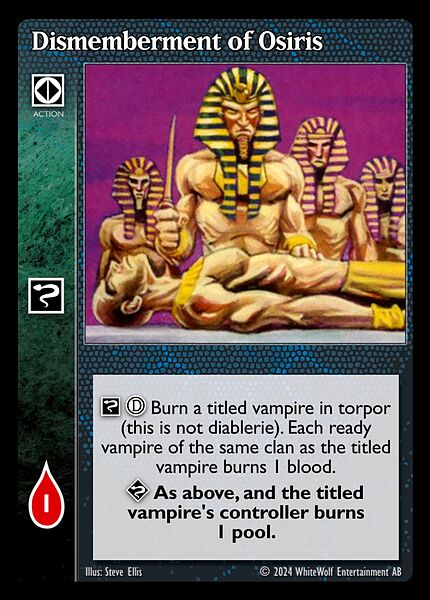 Dismemberment of Osiris
ACTION
D Burn a titled vampire in torpor
(this is not diablerie). Each ready
vampire of the same clan as the titled
vampire burns 1 blood.
As above, and the titled
vampire's controller burns
1 pool.
1
Illus: Steve Ellis © 2024 WhiteWolf Entertainment AB